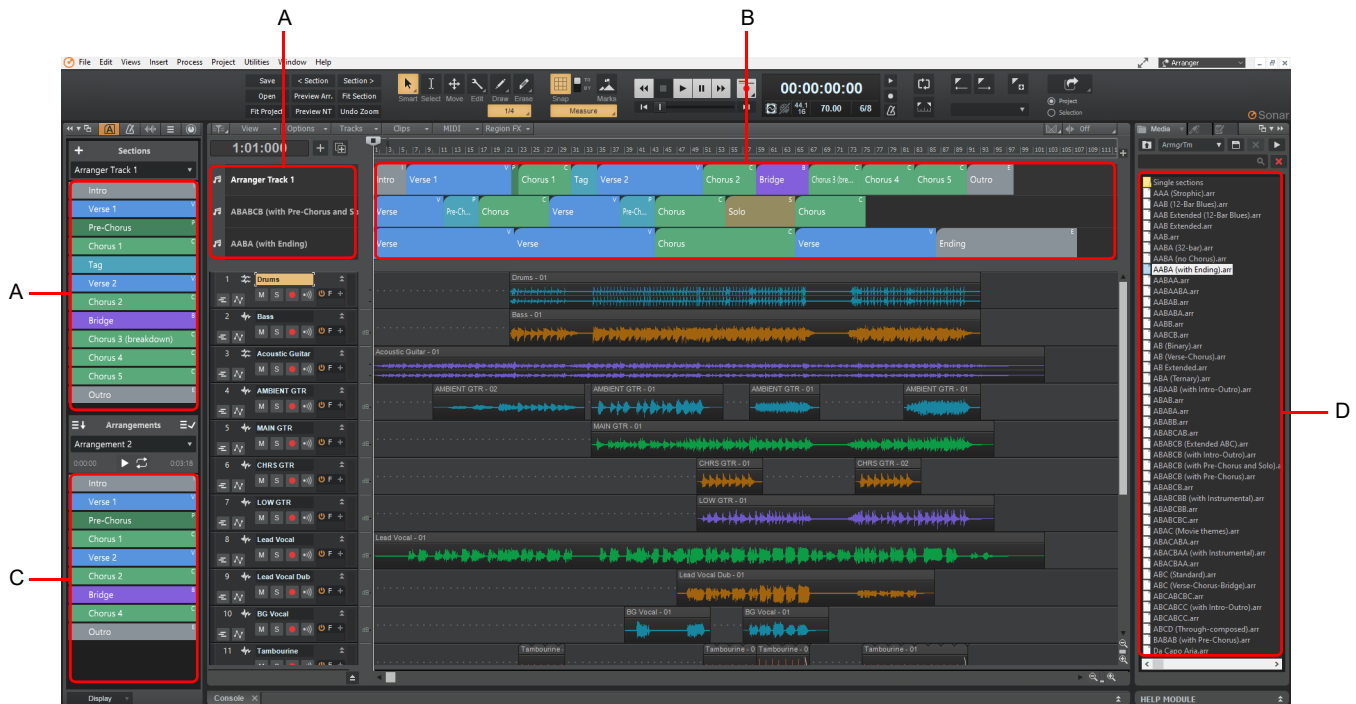 A
B
File Edit Views Insert Process Project Utilities Window Help
Arranger
Save < Section Section >
Open Preview Arr. Fit Section
Fit Project Preview NT Undo Zoom
Smart Select Move Edit Draw Erase
1/4
Snap TO BY Marks
Measure
00:00:00:00
44.1
16
70.00
6/8
Project
Selection
Sonar
View Options Tracks Clips MIDI Region FX
Off
Media
Sections
Arranger Track 1
1:01:000
ArrngrTm
Intro I
Verse 1 V
Pre-Chorus P
Chorus 1 C
Tag
Verse 2 V
Chorus 2 C
Bridge B
Chorus 3 (breakdown) C
Chorus 4 C
Chorus 5 C
Outro E
A
Arrangements
Arrangement 2
0:00:00 0:03:18
Intro
Verse 1 V
Pre-Chorus P
Chorus 1 C
Verse 2 V
Chorus 2 C
Bridge B
Chorus 4 C
Outro E
C
Display
Arranger Track 1
Intro Verse 1 V P Chorus 1 C Tag Verse 2 V Chorus 2 C Bridge B Chorus 3 (bre... C Chorus 4 C Chorus 5 C Outro E
ABABCB (with Pre-Chorus and So
Verse V Pre-Ch... P Chorus C Verse V Pre-Ch... P Chorus C Solo S Chorus C
AABA (with Ending)
Verse V Verse V Chorus C Verse V Ending E
1 Drums
M S F +
Drums - 01
2 Bass
M S F +
Bass - 01
3 Acoustic Guitar
M S F +
Acoustic Guitar - 01
4 AMBIENT GTR
M S F +
AMBIENT GTR - 02 AMBIENT GTR - 01 AMBIENT GTR - 01 AMBIENT GTR - 01
5 MAIN GTR
M S F +
MAIN GTR - 01
6 CHRS GTR
M S F +
CHRS GTR - 01 CHRS GTR - 02
7 LOW GTR
M S F +
LOW GTR - 01
8 Lead Vocal
M S F +
Lead Vocal - 01
9 Lead Vocal Dub
M S F +
Lead Vocal Dub - 01
10 BG Vocal
M S F +
BG Vocal - 01 BG Vocal - 01
11 Tambourine
Tambourine - Tambourine - 0 Tambourine - 0 Tambourine - 01
Console
Single sections
AAA (Strophic).arr
AAB (12-Bar Blues).arr
AAB Extended (12-Bar Blues).arr
AAB Extended.arr
AAB.arr
AABA (32-bar).arr
AABA (no Chorus).arr
AABA (with Ending).arr
AABAA.arr
AABAABA.arr
AABAB.arr
AABABA.arr
AABB.arr
AABCB.arr
AB (Binary).arr
AB (Verse-Chorus).arr
AB Extended.arr
ABA (Ternary).arr
ABAAB (with Intro-Outro).arr
ABAB.arr
ABABA.arr
ABABB.arr
ABABCAB.arr
ABABCB (Extended ABC).arr
ABABCB (with Intro-Outro).arr
ABABCB (with Pre-Chorus and Solo).a
ABABCB (with Pre-Chorus).arr
ABABCB.arr
ABABCBB (with Instrumental).arr
ABABCBB.arr
ABABCBC.arr
ABAC (Movie themes).arr
ABACABA.arr
ABACBAA (with Instrumental).arr
ABACBAA.arr
ABC (Standard).arr
ABC (Verse-Chorus-Bridge).arr
ABCABCBC.arr
ABCABCC (with Intro-Outro).arr
ABCABCC.arr
ABCD (Through-composed).arr
BABAB (with Pre-Chorus).arr
Da Capo Aria.arr
D
HELP MODULE